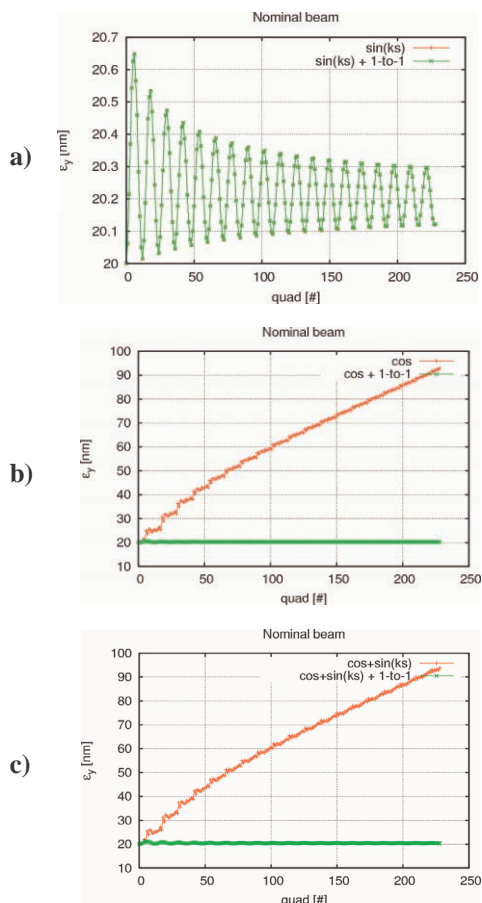 a)
Nominal beam
sin(ks)
sin(ks) + 1-to-1
20.7
20.6
20.5
20.4
20.3
20.2
20.1
20
εy [nm]
0 50 100 150 200 250
quad [#]
b)
Nominal beam
cos
cos + 1-to-1
100
90
80
70
60
50
40
30
20
10
εy [nm]
0 50 100 150 200 250
quad [#]
c)
Nominal beam
cos+sin(ks)
cos+sin(ks) + 1-to-1
100
90
80
70
60
50
40
30
20
10
εy [nm]
0 50 100 150 200 250
quad [#]